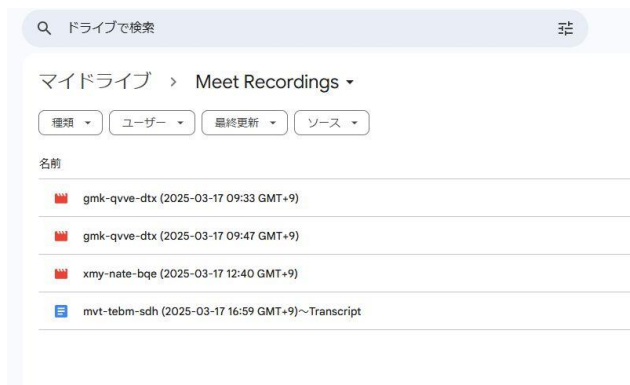 ドライブで検索
マイドライブ > Meet Recordings
種類 ユーザー 最終更新 ソース
名前
gmk-qvve-dtx (2025-03-17 09:33 GMT+9)
gmk-qvve-dtx (2025-03-17 09:47 GMT+9)
xmy-nate-bqe (2025-03-17 12:40 GMT+9)
mvt-tebm-sdh (2025-03-17 16:59 GMT+9)～Transcript